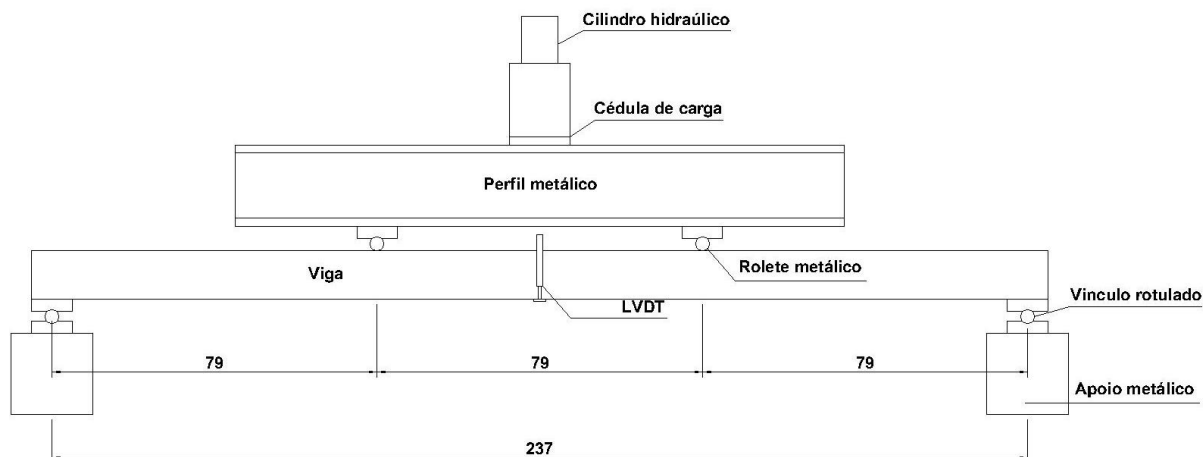 Cilindro hidraúlico
Cédula de carga
Perfil metálico
Rolete metálico
Viga
Vinculo rotulado
LVDT
79
79
79
Apoio metálico
237